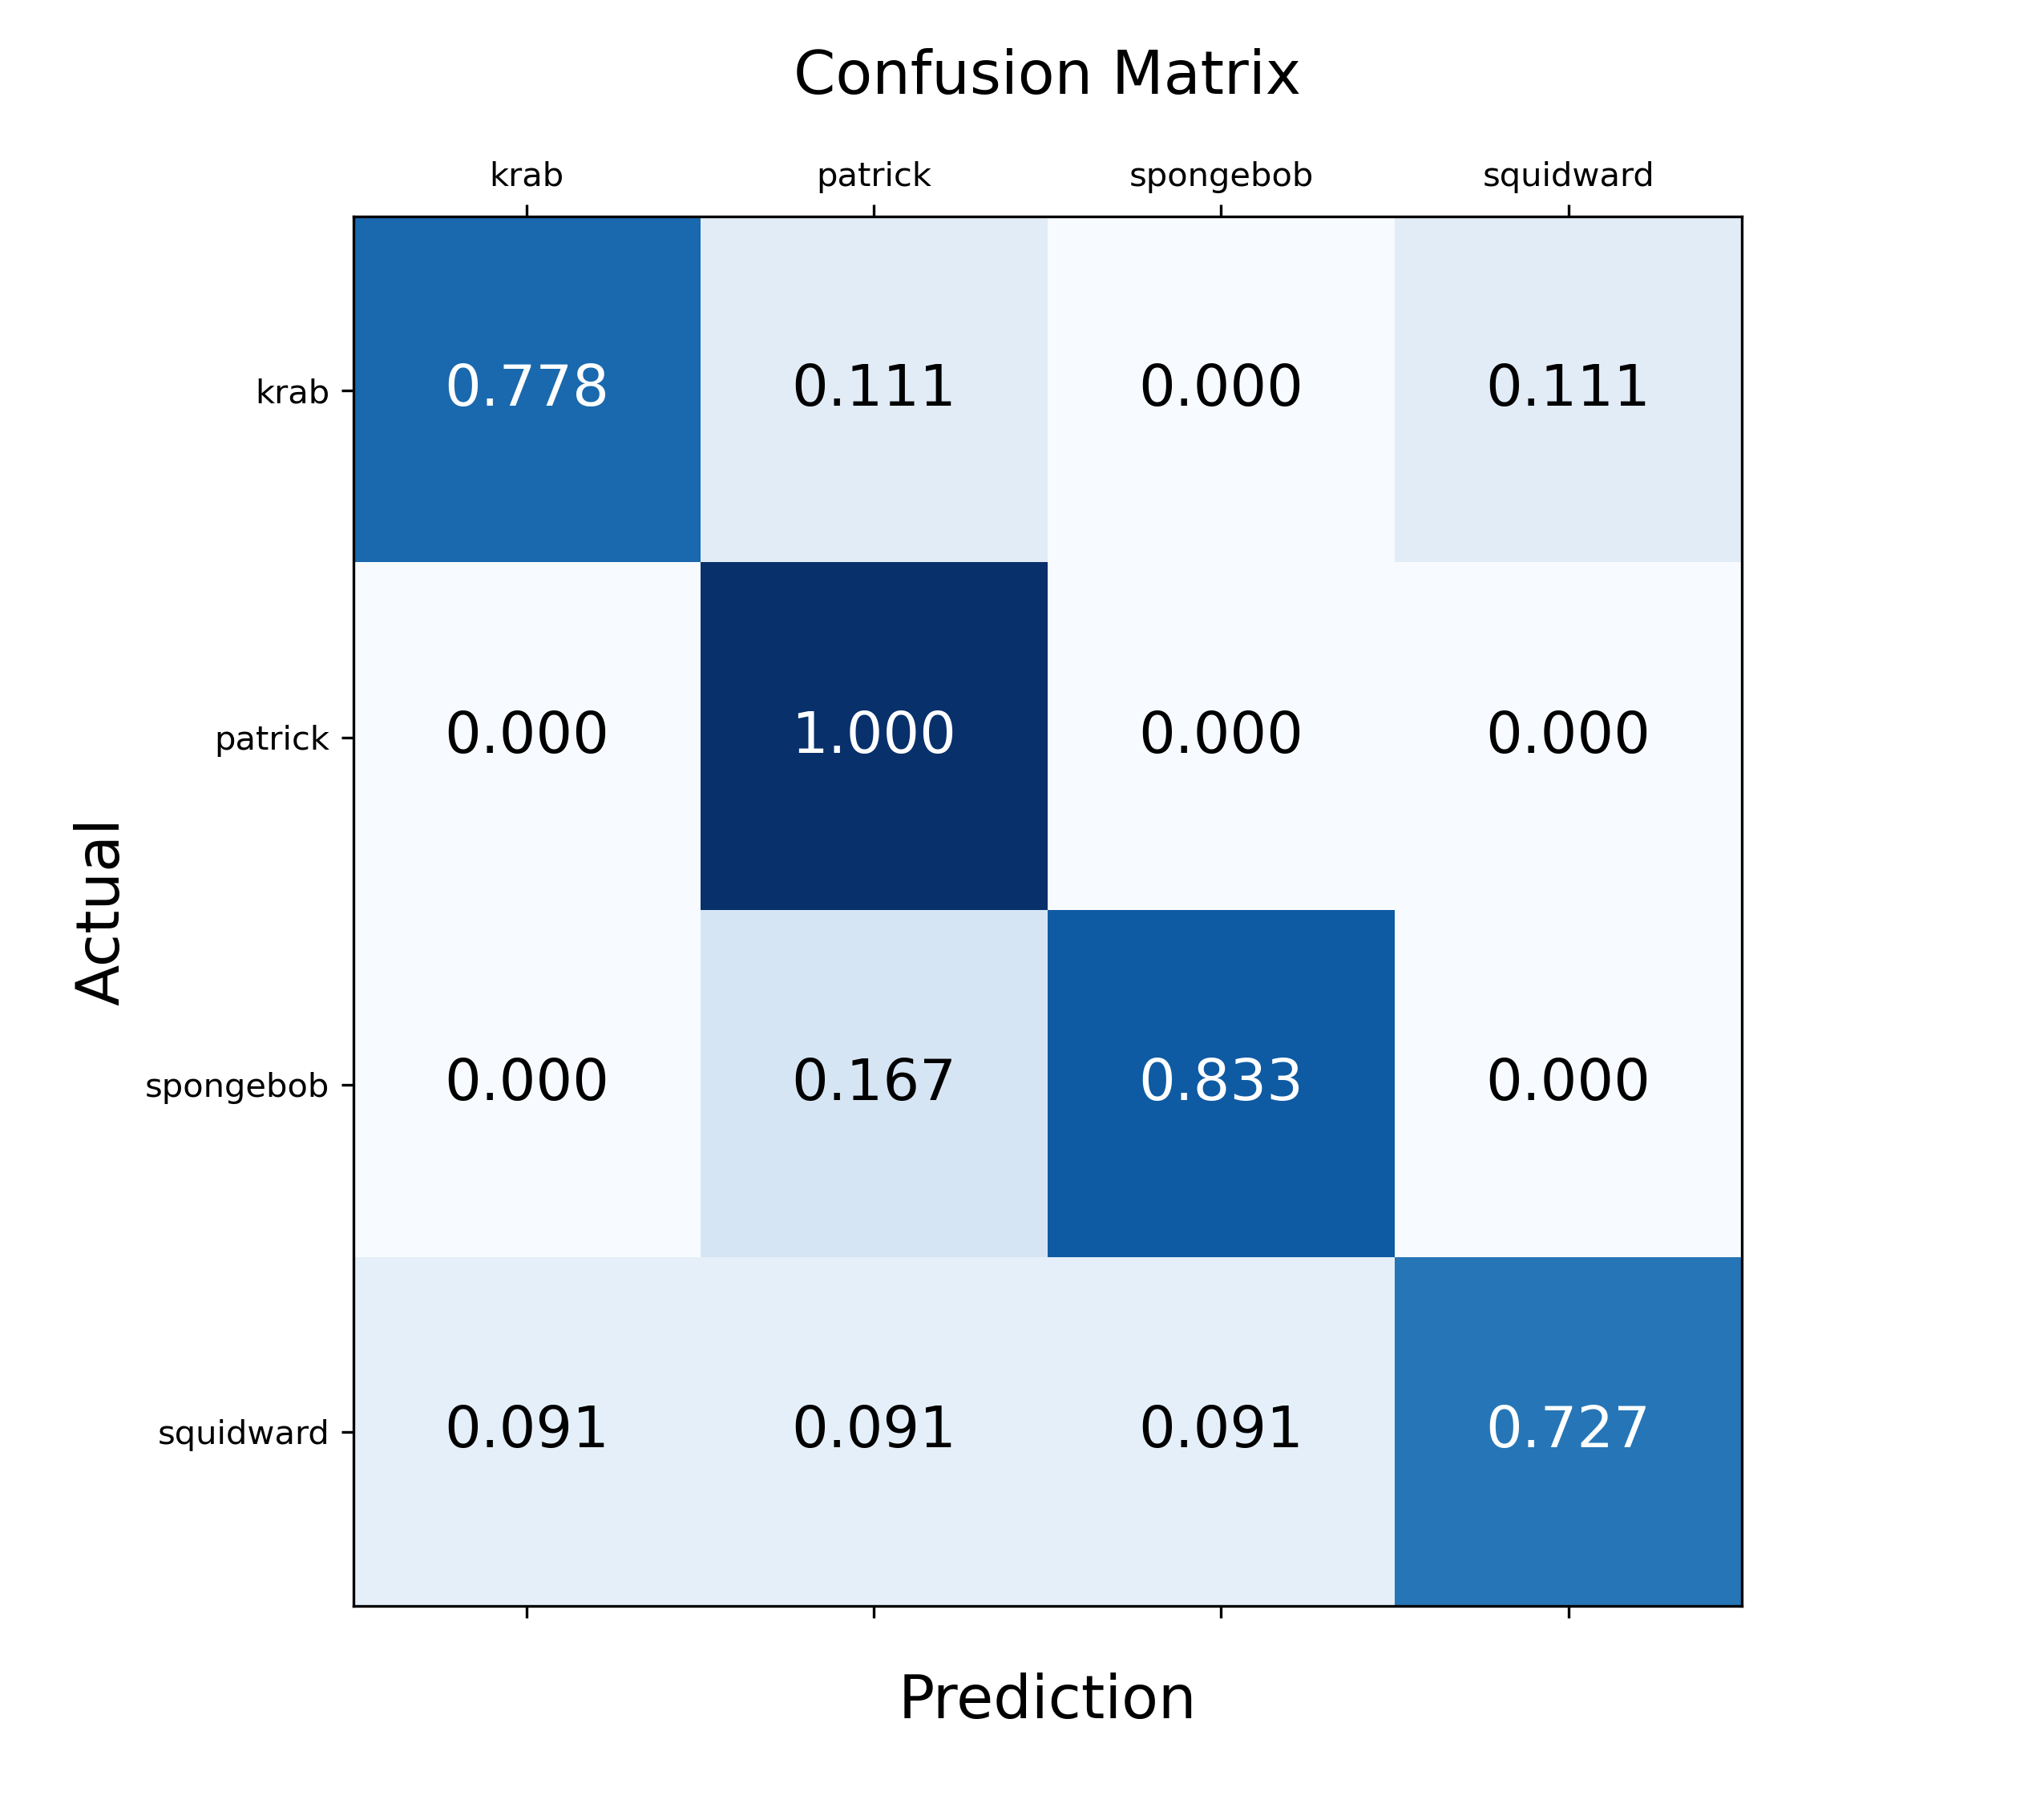 Confusion Matrix
krab patrick spongebob squidward
krab 0.778 0.111 0.000 0.111
patrick 0.000 1.000 0.000 0.000
Actual
spongebob 0.000 0.167 0.833 0.000
squidward 0.091 0.091 0.091 0.727
Prediction